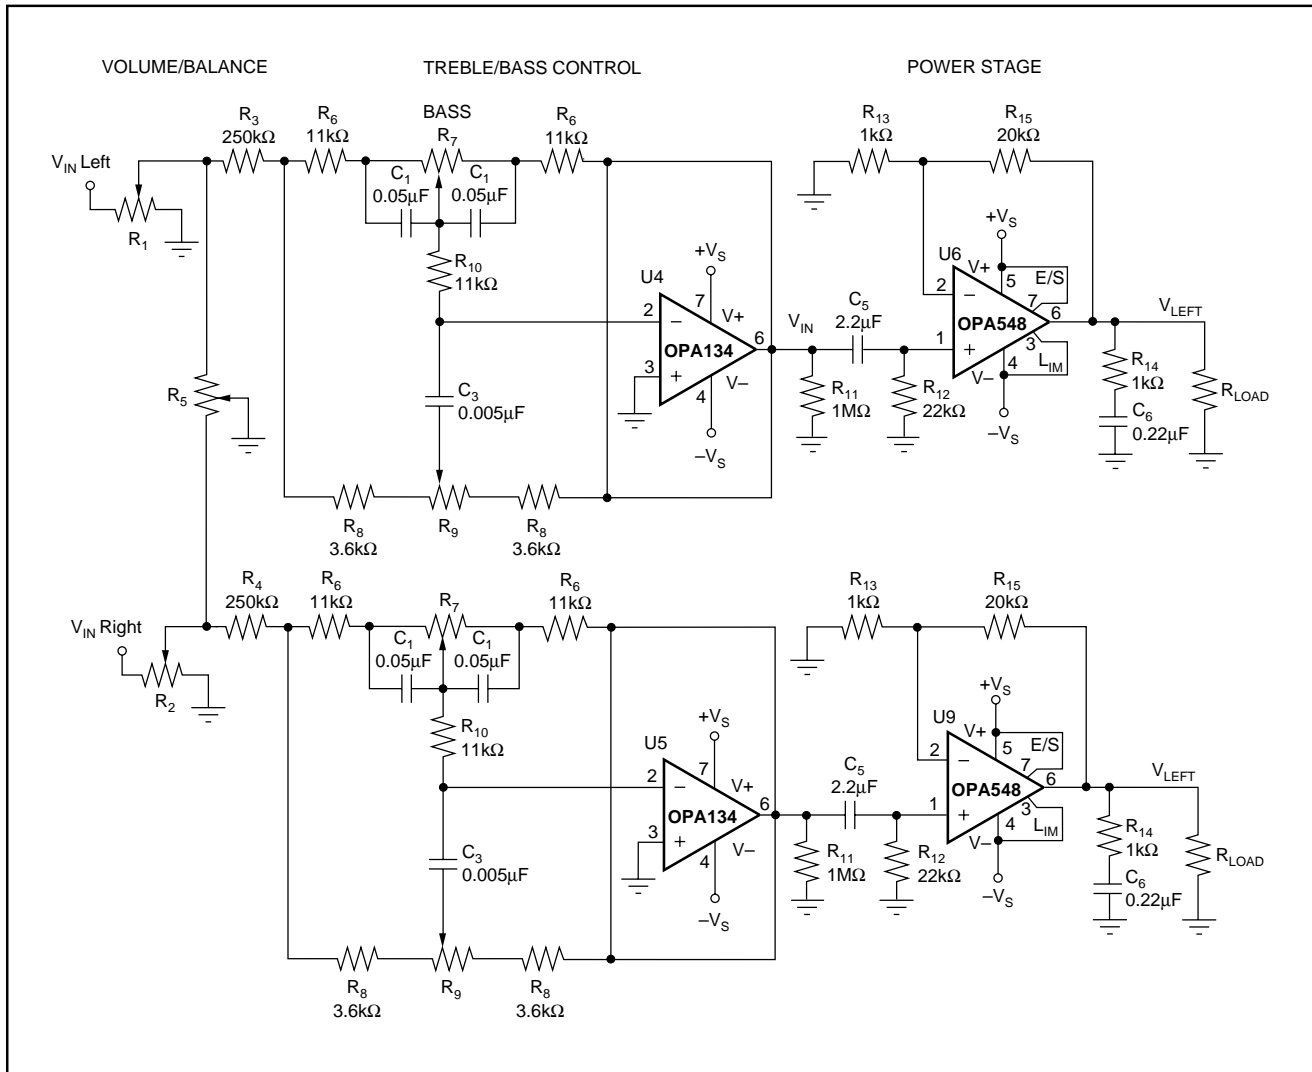 VOLUME/BALANCE
TREBLE/BASS CONTROL
POWER STAGE
R3
250kΩ
R6
11kΩ
BASS
R7
R6
11kΩ
R13
1kΩ
R15
20kΩ
VIN Left
R1
C1
0.05µF
C1
0.05µF
R10
11kΩ
+VS
U4
7
V+
2
–
OPA134
6
3
+
V–
4
–VS
VIN
C5
2.2µF
R11
1MΩ
R12
22kΩ
+VS
U6
V+
5
E/S
7
2
–
OPA548
6
3
1
+
4
LIM
V–
–VS
VLEFT
R14
1kΩ
C6
0.22µF
RLOAD
R5
C3
0.005µF
R8
3.6kΩ
R9
R8
3.6kΩ
R4
250kΩ
R6
11kΩ
R7
R6
11kΩ
R13
1kΩ
R15
20kΩ
VIN Right
R2
C1
0.05µF
C1
0.05µF
R10
11kΩ
+VS
U5
7
V+
2
–
OPA134
6
3
+
V–
4
–VS
C5
2.2µF
R11
1MΩ
R12
22kΩ
+VS
U9
V+
5
E/S
7
2
–
OPA548
6
3
1
+
4
LIM
V–
–VS
VLEFT
R14
1kΩ
C6
0.22µF
RLOAD
C3
0.005µF
R8
3.6kΩ
R9
R8
3.6kΩ